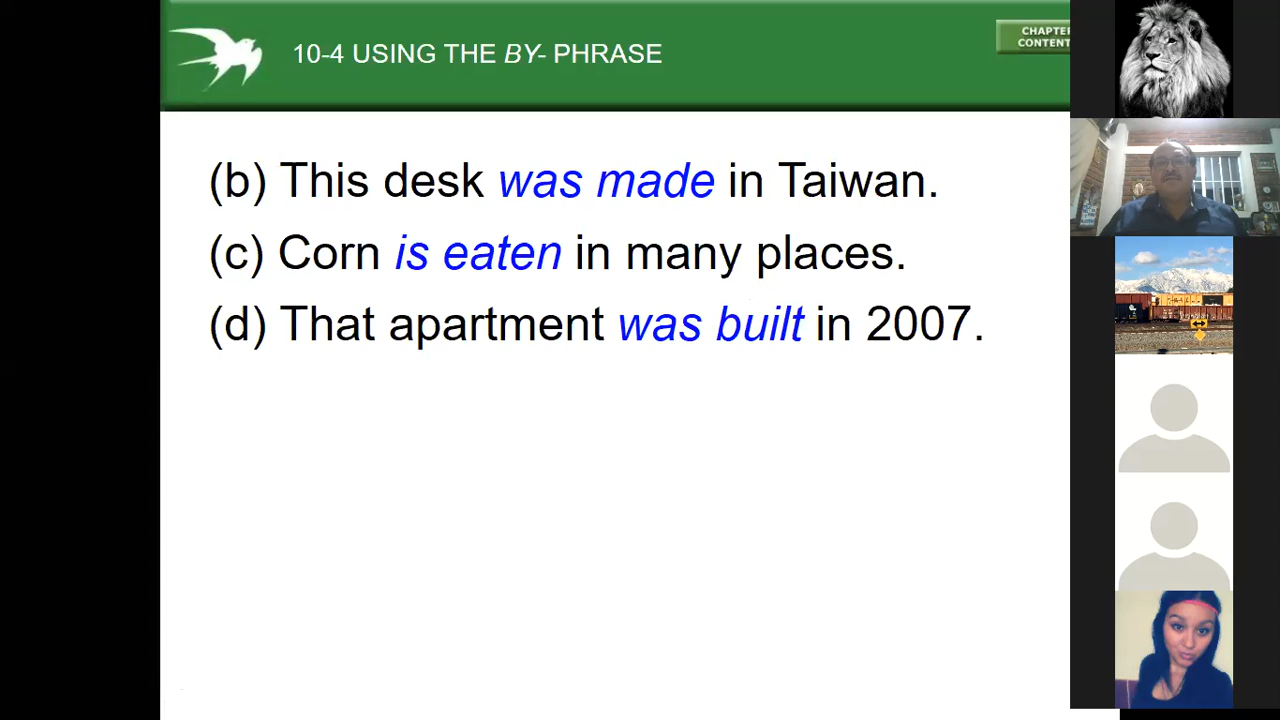 10-4 USING THE BY- PHRASE
CHAPTER
CONTENT
(b) This desk was made in Taiwan.
(c) Corn is eaten in many places.
(d) That apartment was built in 2007.